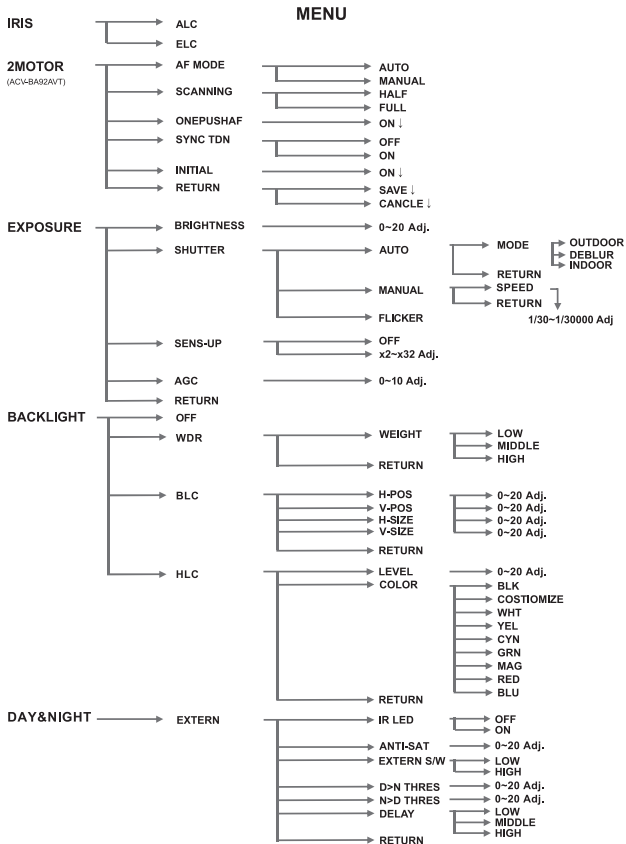 MENU
IRIS
ALC
ELC
2MOTOR
(ACV-BA92AVT)
AF MODE
AUTO
MANUAL
SCANNING
HALF
FULL
ONEPUSHAF
ON ↓
SYNC TDN
OFF
ON
INITIAL
ON ↓
RETURN
SAVE ↓
CANCLE ↓
EXPOSURE
BRIGHTNESS
0~20 Adj.
SHUTTER
AUTO
MODE
OUTDOOR
DEBLUR
INDOOR
RETURN
MANUAL
SPEED
RETURN
1/30~1/30000 Adj
FLICKER
SENS-UP
OFF
x2~x32 Adj.
AGC
0~10 Adj.
RETURN
BACKLIGHT
OFF
WDR
WEIGHT
LOW
MIDDLE
HIGH
RETURN
BLC
H-POS
0~20 Adj.
V-POS
0~20 Adj.
H-SIZE
0~20 Adj.
V-SIZE
0~20 Adj.
RETURN
HLC
LEVEL
0~20 Adj.
COLOR
BLK
COSTIOMIZE
WHT
YEL
CYN
GRN
MAG
RED
BLU
RETURN
DAY&NIGHT
EXTERN
IR LED
OFF
ON
ANTI-SAT
0~20 Adj.
EXTERN S/W
LOW
HIGH
D>N THRES
0~20 Adj.
N>D THRES
0~20 Adj.
DELAY
LOW
MIDDLE
HIGH
RETURN